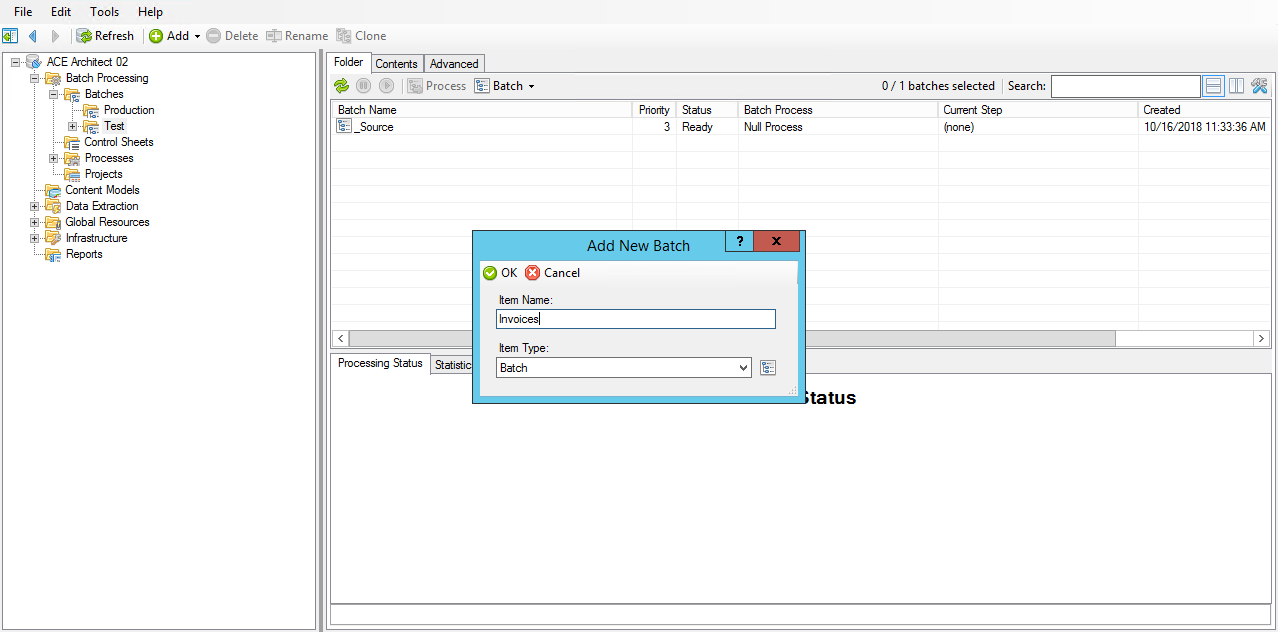 File Edit Tools Help
Refresh Add Delete Rename Clone
ACE Architect 02
Batch Processing
Batches
Production
Test
Control Sheets
Processes
Projects
Content Models
Data Extraction
Global Resources
Infrastructure
Reports
Folder Contents Advanced
Process Batch 0 / 1 batches selected Search:
Batch Name Priority Status Batch Process Current Step Created
_Source 3 Ready Null Process (none) 10/16/2018 11:33:36 AM
Add New Batch ? X
OK Cancel
Item Name:
Invoices
Item Type:
Batch
Processing Status Statistic
Status